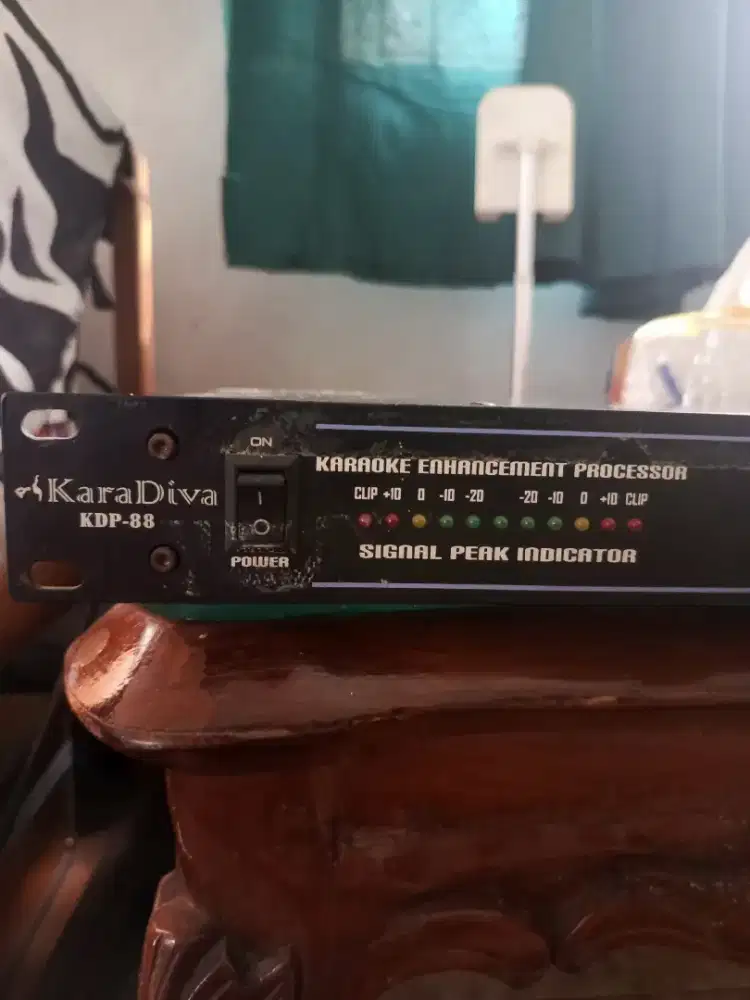 ON
KaraDiva
KDP-88
I
O
POWER
KARAOKE ENHANCEMENT PROCESSOR
CLIP +10 0 -10 -20 -20 -10 0 +10 CLIP
SIGNAL PEAK INDICATOR